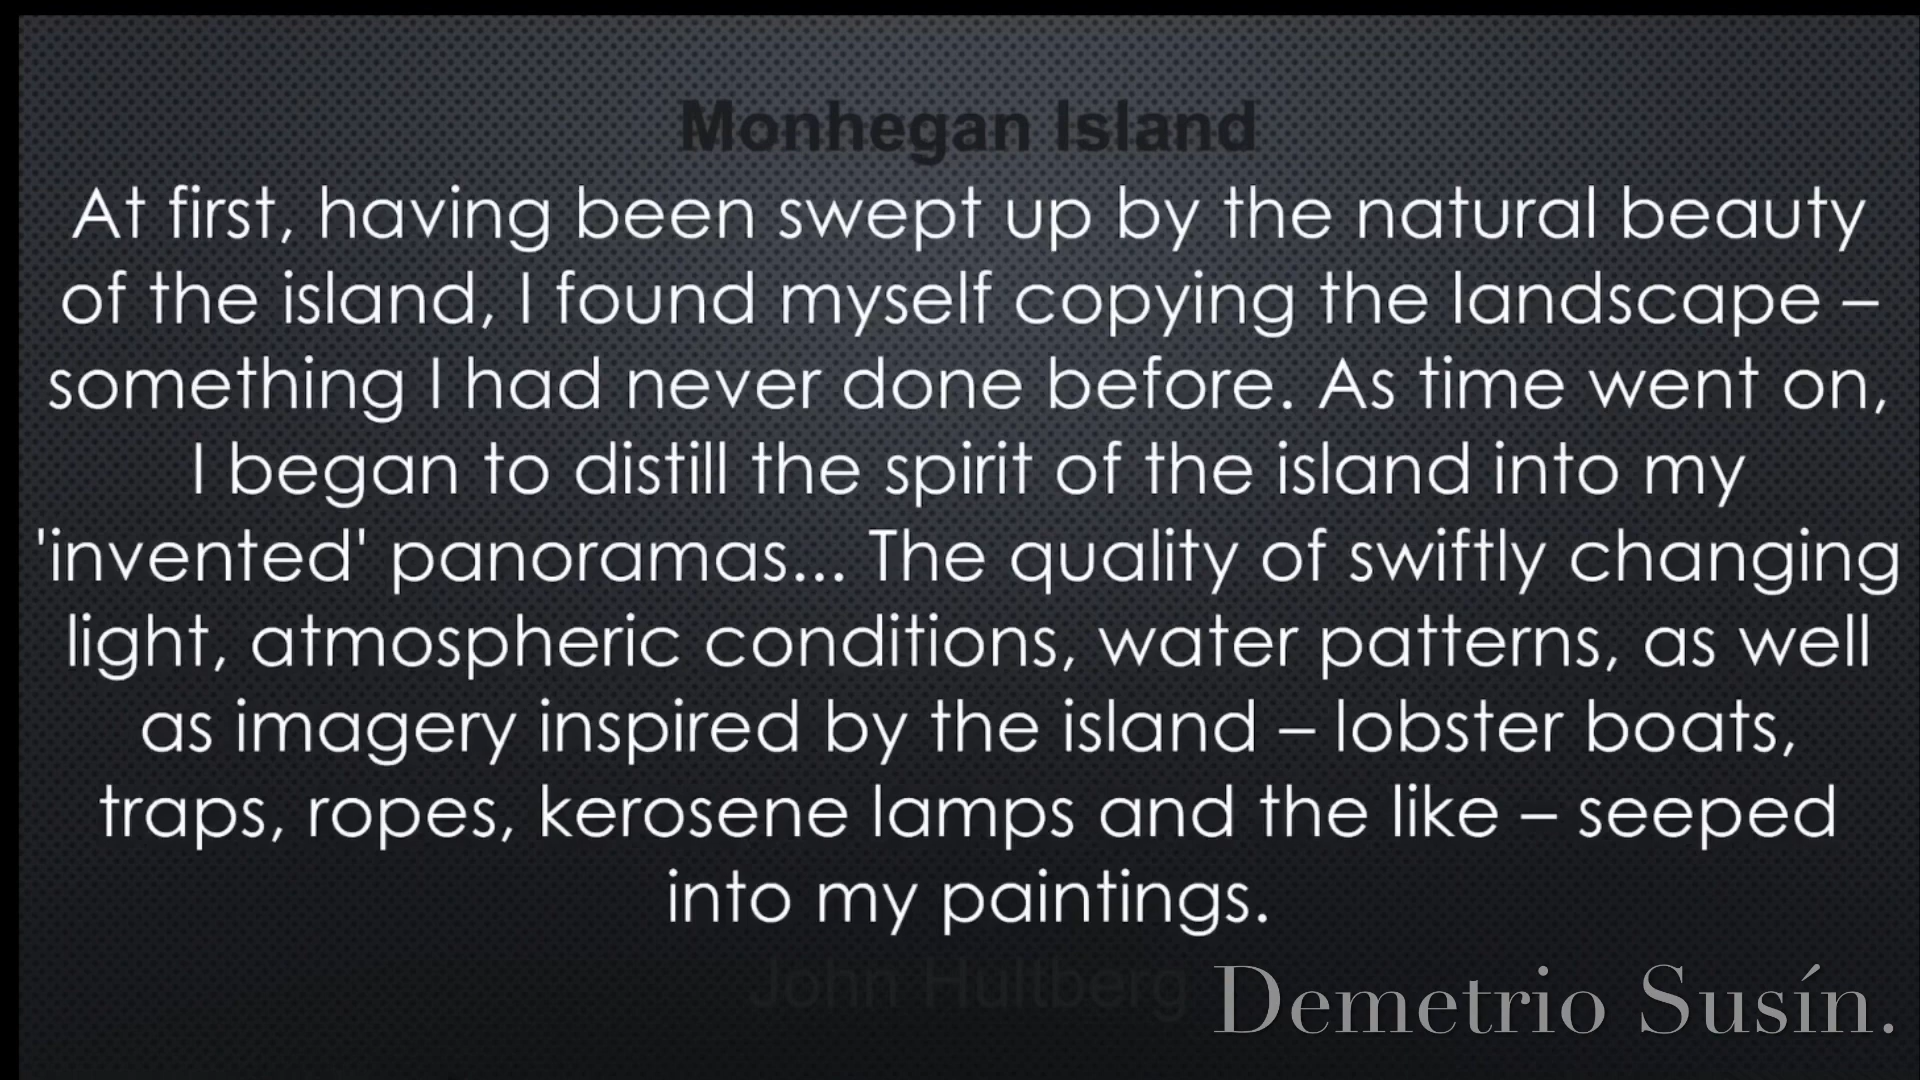 Monhegan Island
At first, having been swept up by the natural beauty
of the island, I found myself copying the landscape –
something I had never done before. As time went on,
I began to distill the spirit of the island into my
'invented' panoramas... The quality of swiftly changing
light, atmospheric conditions, water patterns, as well
as imagery inspired by the island – lobster boats,
traps, ropes, kerosene lamps and the like – seeped
into my paintings.
John Hultberg
Demetrio Susín.